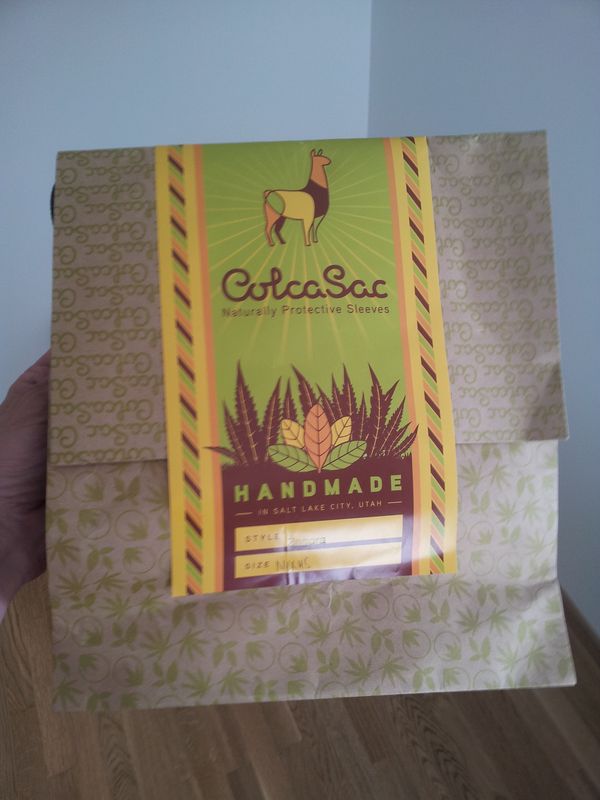 ColcaSac
Naturally Protective Sleeves
HANDMADE
IN SALT LAKE CITY, UTAH
STYLE
SIZE